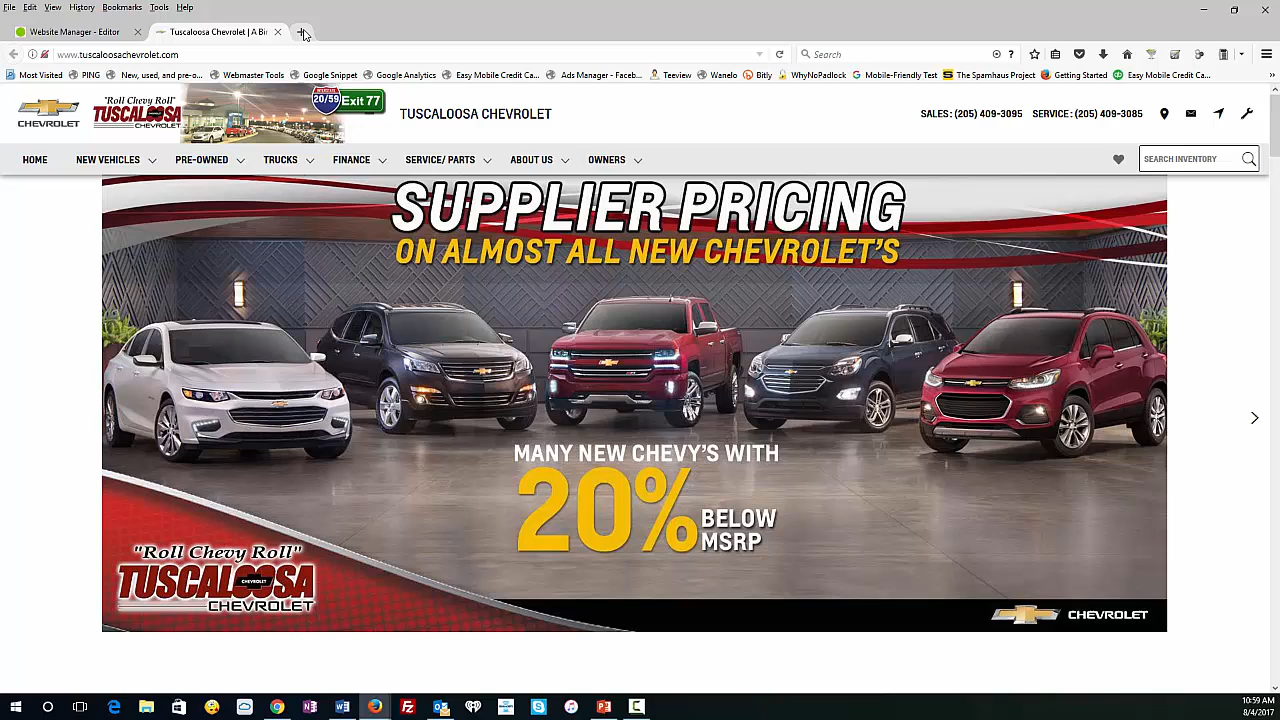 File Edit View History Bookmarks Tools Help
Website Manager - Editor
Tuscaloosa Chevrolet | A Bi
www.tuscaloosachevrolet.com
Search
Most Visited PING New, used, and pre-o... Webmaster Tools Google Snippet Google Analytics Easy Mobile Credit Ca... Ads Manager - Faceb... Teeview Wanelo Bitly WhyNoPadlock Mobile-Friendly Test The Spamhaus Project Getting Started Easy Mobile Credit Ca...
CHEVROLET
"Roll Chevy Roll"
TUSCALOOSA
CHEVROLET
20/59 Exit 77
TUSCALOOSA CHEVROLET
SALES: (205) 409-3095 SERVICE: (205) 409-3085
HOME NEW VEHICLES PRE-OWNED TRUCKS FINANCE SERVICE/ PARTS ABOUT US OWNERS
SEARCH INVENTORY
SUPPLIER PRICING
ON ALMOST ALL NEW CHEVROLET'S
MANY NEW CHEVY'S WITH
20% BELOW
MSRP
"Roll Chevy Roll"
TUSCALOOSA
CHEVROLET
CHEVROLET
10:59 AM
8/4/2017